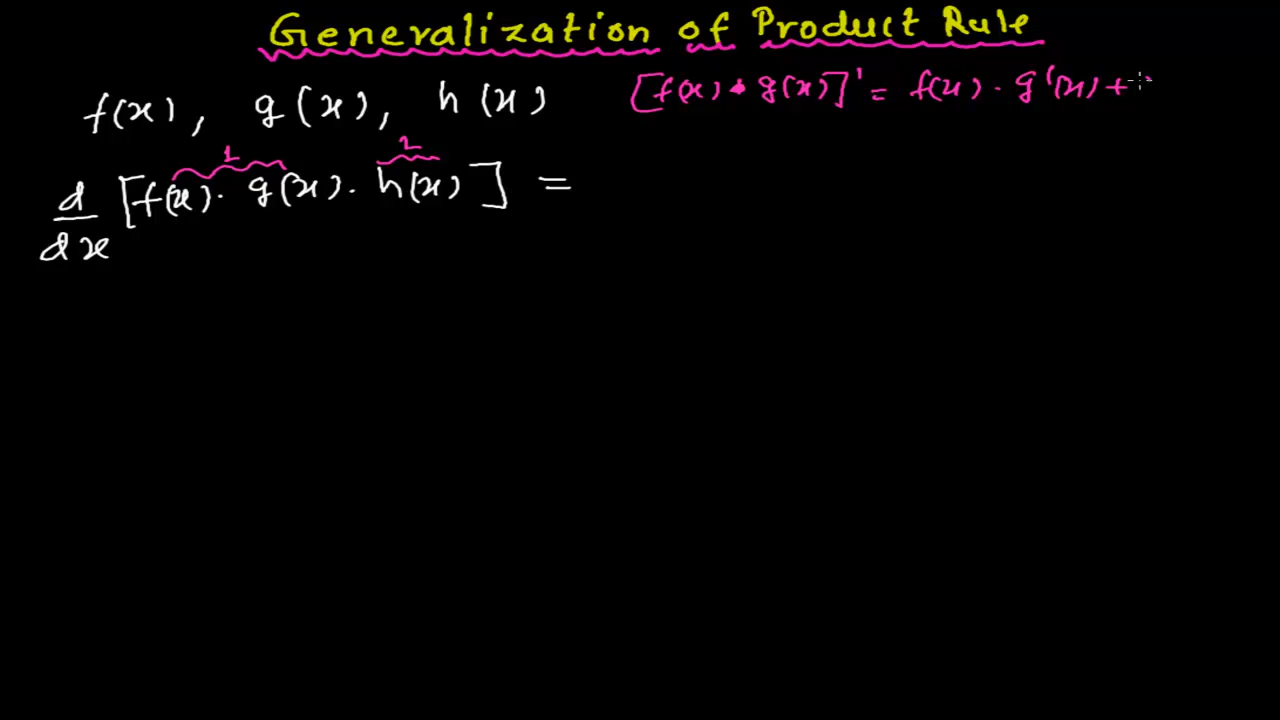 Generalization of Product Rule
f(x), g(x), h(x)
[f(x) • g(x)]' = f(x) · g'(x) +
1 2
d/dx [f(x) · g(x) · h(x)] =